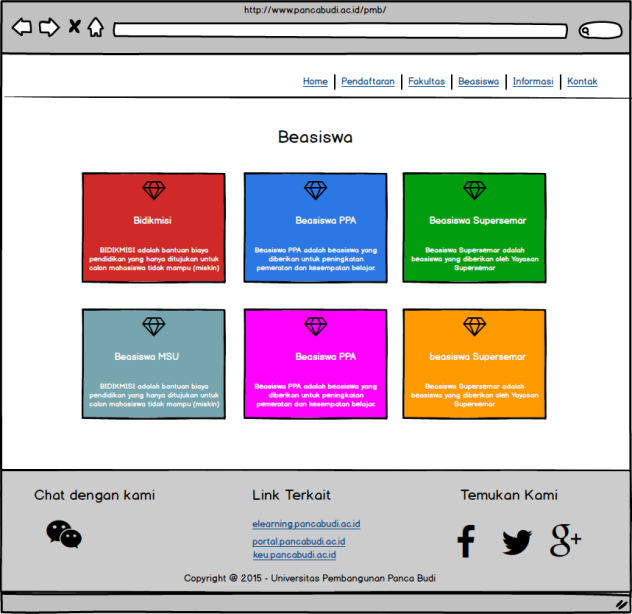 http://www.pancabudi.ac.id/pmb/
Home
Pendaftaran
Fakultas
Beasiswa
Informasi
Kontak
Beasiswa
Bidikmisi
BIDIKMISI adalah bantuan biaya
pendidikan yang hanya ditujukan untuk
calon mahasiswa tidak mampu (miskin)
Beasiswa PPA
Beasiswa PPA adalah beasiswa yang
diberikan untuk peningkatan
pemeratan dan kesempatan belajar.
Beasiswa Supersemar
Beasiswa Supersemar adalah
beasiswa yang diberikan oleh Yayasan
Supersemar
Beasiswa MSU
BIDIKMISI adalah bantuan biaya
pendidikan yang hanya ditujukan untuk
calon mahasiswa tidak mampu (miskin)
Beasiswa PPA
Beasiswa PPA adalah beasiswa yang
diberikan untuk peningkatan
pemeratan dan kesempatan belajar.
beasiswa Supersemar
Beasiswa Supersemar adalah
beasiswa yang diberikan oleh Yayasan
Supersemar
Chat dengan kami
Link Terkait
elearning.pancabudi.ac.id
portal.pancabudi.ac.id
keu.pancabudi.ac.id
Temukan Kami
f
g+
Copyright @ 2015 - Universitas Pembangunan Panca Budi